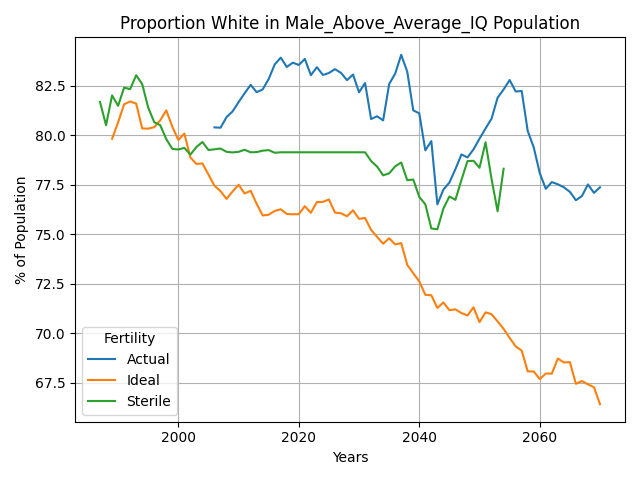 Proportion White in Male_Above_Average_IQ Population
% of Population
82.5
80.0
77.5
75.0
72.5
70.0
67.5
Fertility
Actual
Ideal
Sterile
2000
2020
2040
2060
Years